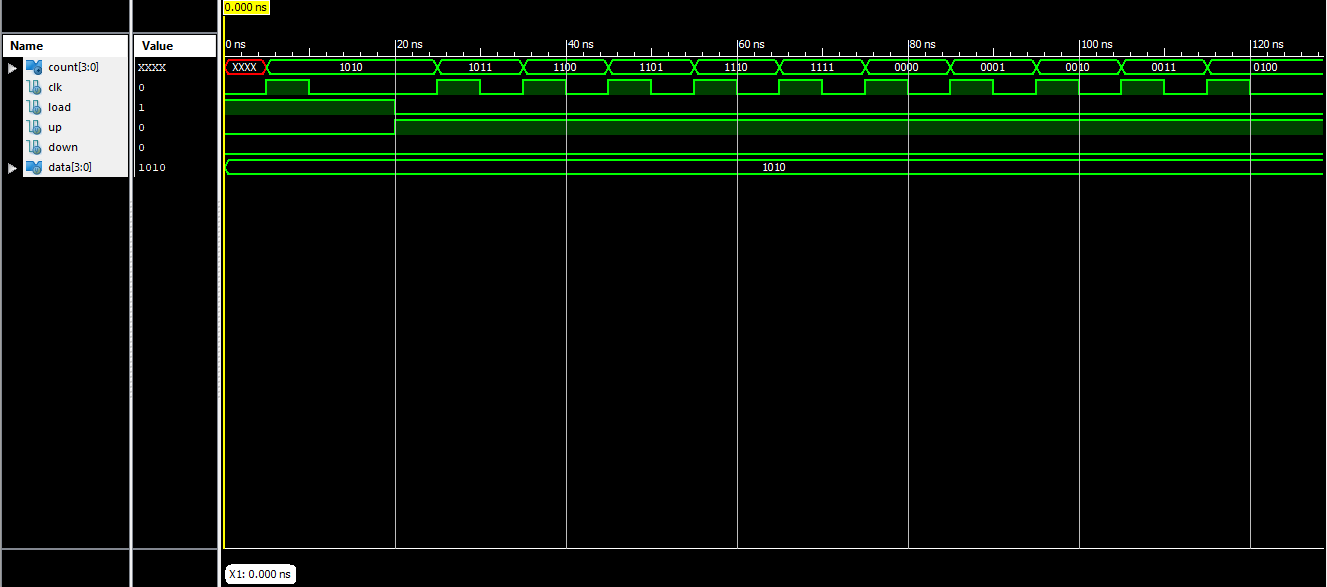 0.000 ns
Name Value
0 ns 20 ns 40 ns 60 ns 80 ns 100 ns 120 ns
count[3:0] XXXX XXXX 1010 1011 1100 1101 1110 1111 0000 0001 0010 0011 0100
clk 0
load 1
up 0
down 0
data[3:0] 1010 1010
X1: 0.000 ns